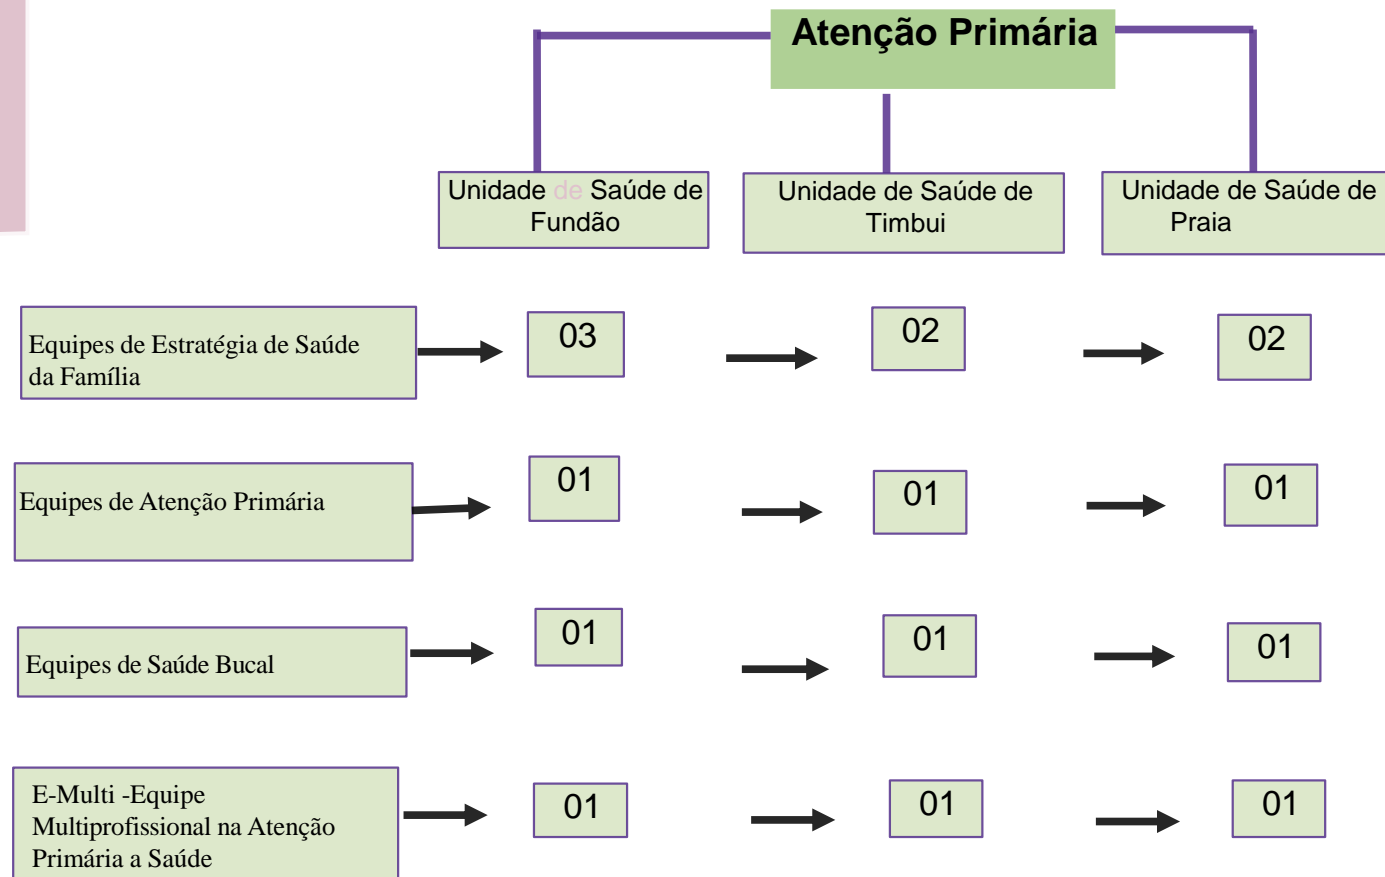 Atenção Primária
Unidade de Saúde de
Fundão
Unidade de Saúde de
Timbui
Unidade de Saúde de
Praia
Equipes de Estratégia de Saúde
da Família
03
02
02
Equipes de Atenção Primária
01
01
01
Equipes de Saúde Bucal
01
01
01
E-Multi -Equipe
Multiprofissional na Atenção
Primária a Saúde
01
01
01